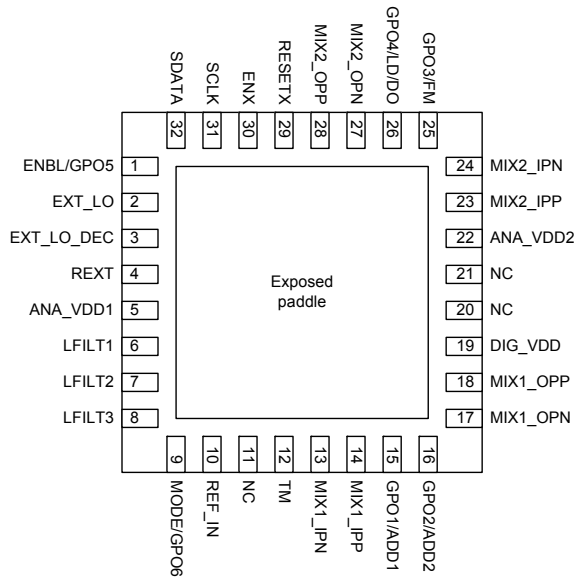 SDATA
SCLK
ENX
RESETX
MIX2_OPP
MIX2_OPN
GPO4/LD/DO
GPO3/FM
32
31
30
29
28
27
26
25
ENBL/GPO5 1
EXT_LO 2
EXT_LO_DEC 3
REXT 4
ANA_VDD1 5
LFILT1 6
LFILT2 7
LFILT3 8
Exposed
paddle
24 MIX2_IPN
23 MIX2_IPP
22 ANA_VDD2
21 NC
20 NC
19 DIG_VDD
18 MIX1_OPP
17 MIX1_OPN
9
10
11
12
13
14
15
16
MODE/GPO6
REF_IN
NC
TM
MIX1_IPN
MIX1_IPP
GPO1/ADD1
GPO2/ADD2